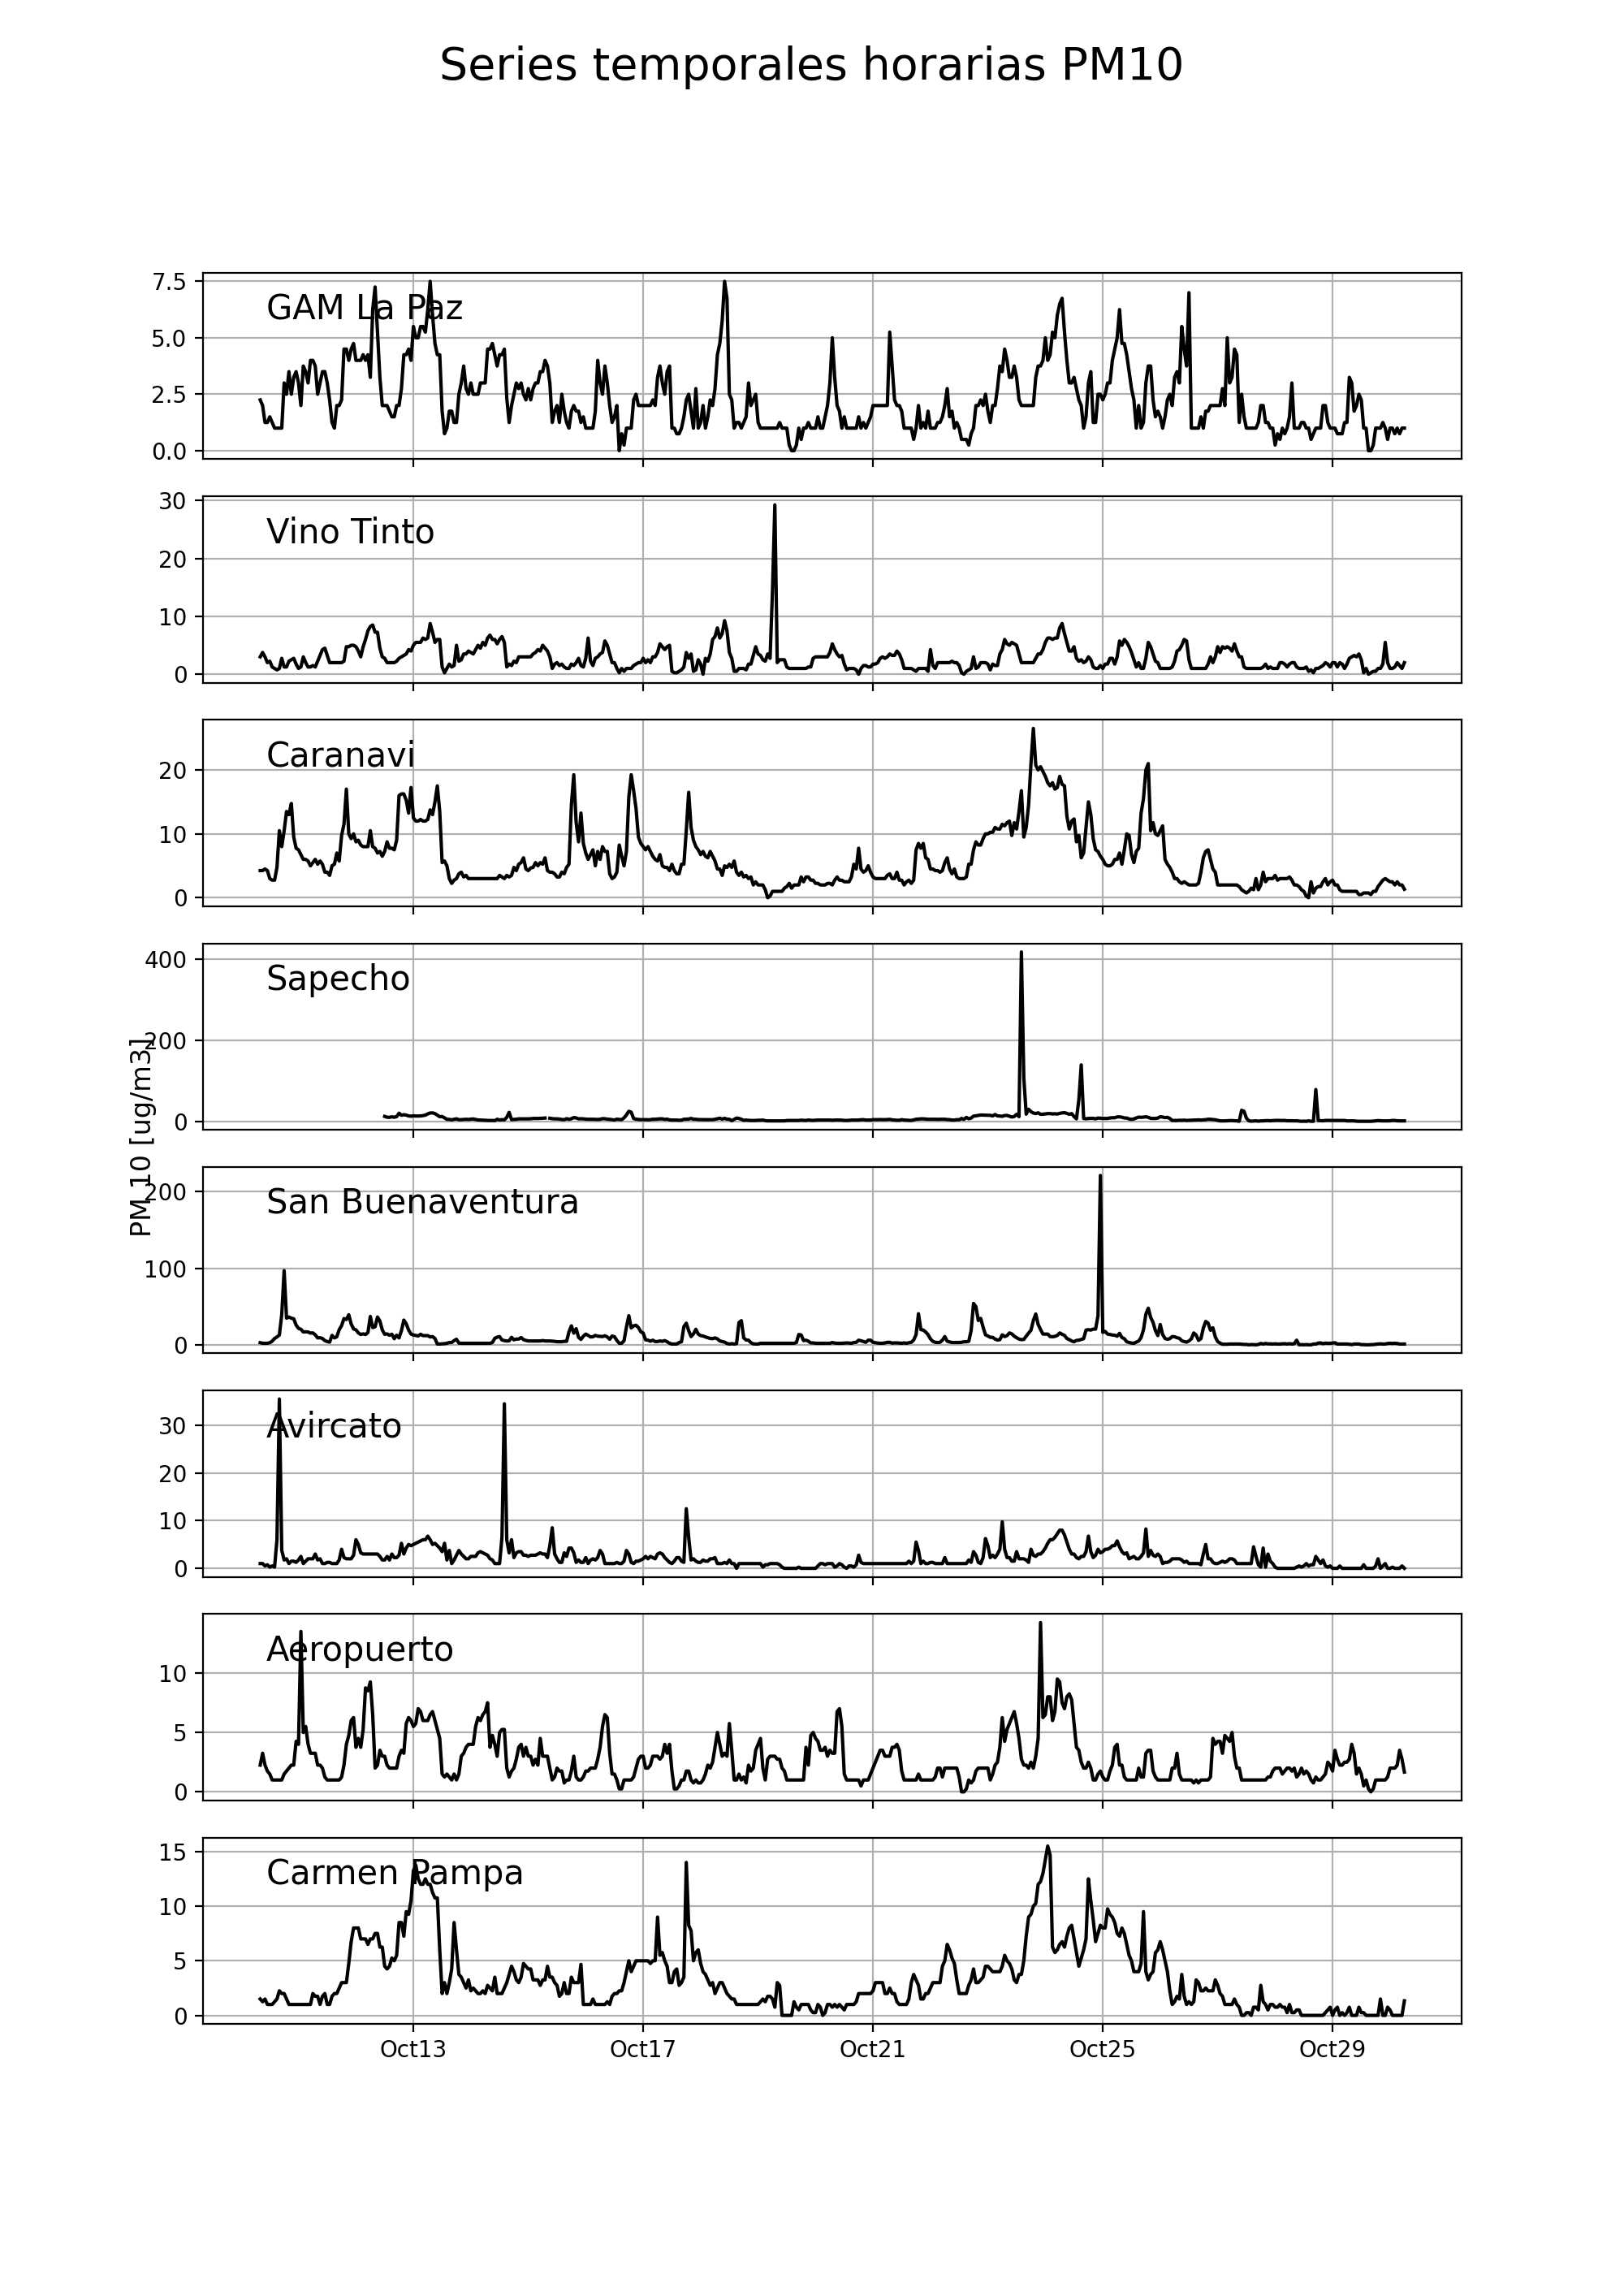 Series temporales horarias PM10
7.5
GAM La Paz
5.0
2.5
0.0
30
Vino Tinto
20
10
0
Caranavi
20
10
0
400
Sapecho
200
0
PM 10 [ug/m3]
200
San Buenaventura
100
0
30
Avircato
20
10
0
Aeropuerto
10
5
0
15
Carmen Pampa
10
5
0
Oct13 Oct17 Oct21 Oct25 Oct29